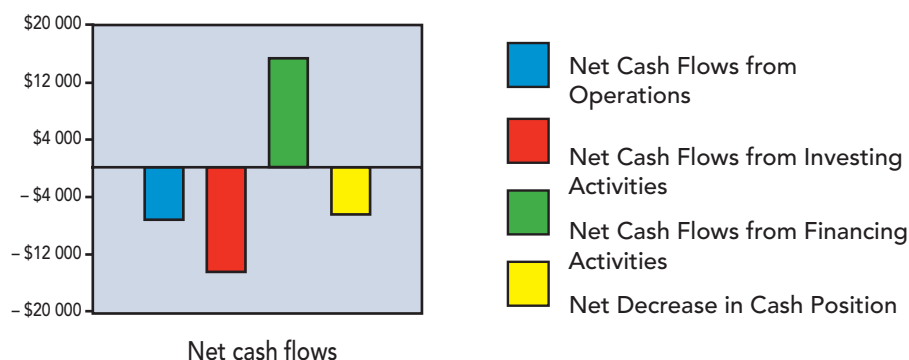 $20 000
$12 000
$4 000
– $4 000
– $12 000
– $20 000
Net cash flows
Net Cash Flows from
Operations
Net Cash Flows from Investing
Activities
Net Cash Flows from Financing
Activities
Net Decrease in Cash Position